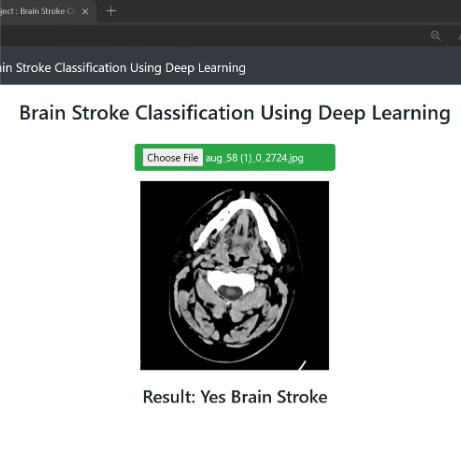 ject : Brain Stroke Cl
in Stroke Classification Using Deep Learning
Brain Stroke Classification Using Deep Learning
Choose File aug_58 (1)_0_2724.jpg
Result: Yes Brain Stroke